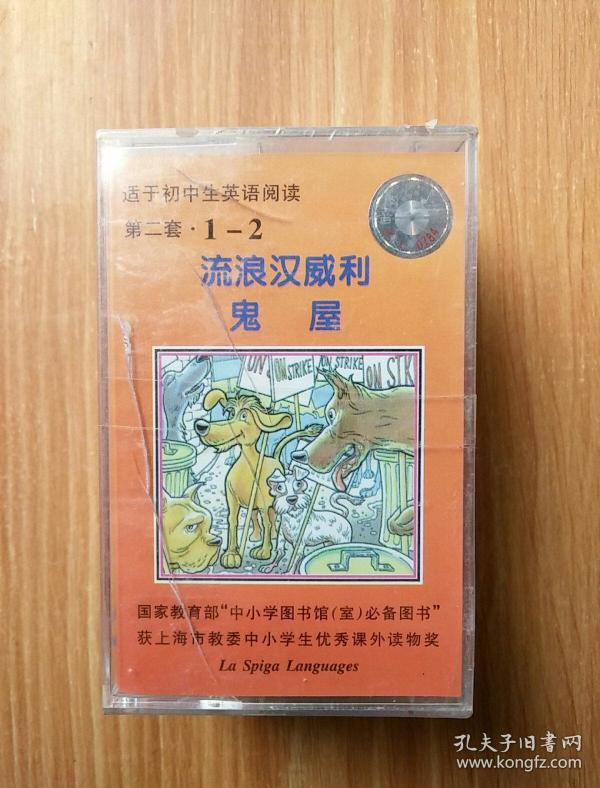 适于初中生英语阅读
第二套·1-2
流浪汉威利
鬼 屋
ON
ON STRIKE
ON STRIKE
ON STK
国家教育部“中小学图书馆(室)必备图书”
获上海市教委中小学生优秀课外读物奖
La Spiga Languages
孔夫子旧书网
www.kongfz.com